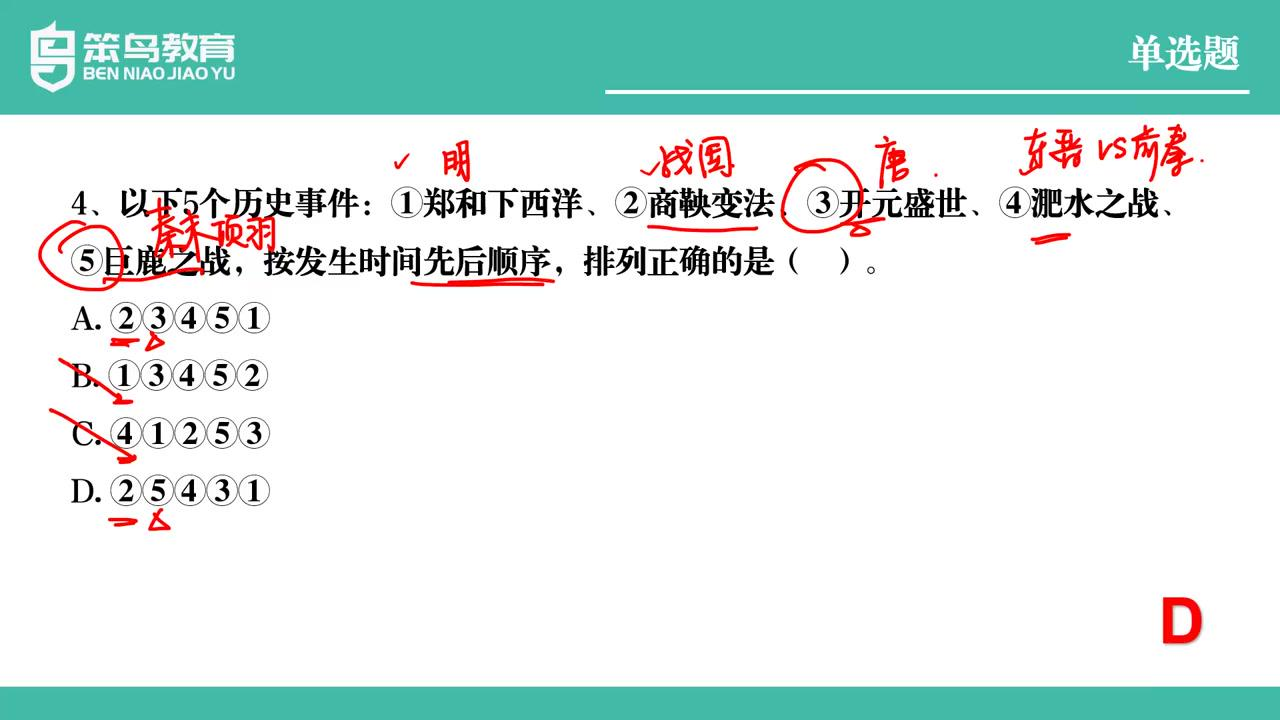 笨鸟教育
BEN NIAO JIAO YU
单选题
明
战国
唐
东晋 VS 前秦.
4、以下5个历史事件：①郑和下西洋、②商鞅变法、③开元盛世、④淝水之战、
秦末 项羽
⑤巨鹿之战，按发生时间先后顺序，排列正确的是（ ）。
A. ②③④⑤①
B. ①③④⑤②
C. ④①②⑤③
D. ②⑤④③①
D